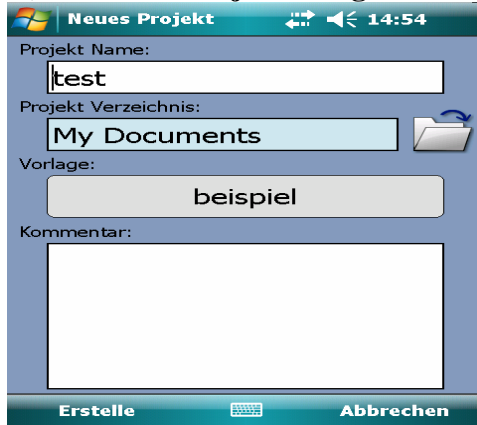 Neues Projekt 14:54
Projekt Name:
test
Projekt Verzeichnis:
My Documents
Vorlage:
beispiel
Kommentar:
Erstelle Abbrechen